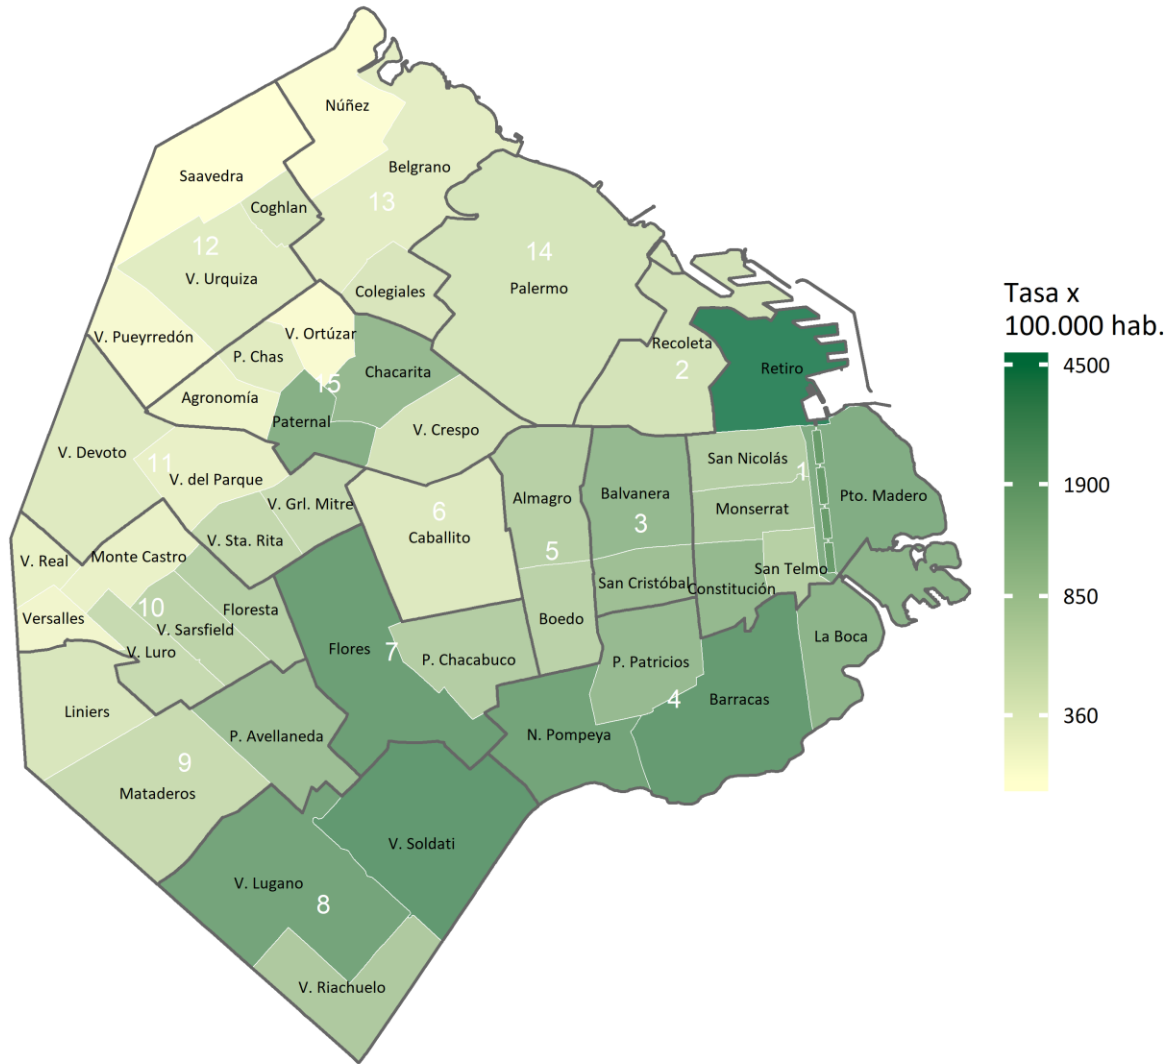 Núñez
Saavedra
Belgrano
Coghlan
13
12
V. Urquiza
14
Palermo
Colegiales
V. Pueyrredón
V. Ortúzar
P. Chas
Recoleta
2
Retiro
Chacarita
15
Agronomía
Paternal
V. Crespo
V. Devoto
11
V. del Parque
San Nicolás
1
Almagro
Balvanera
Pto. Madero
V. Grl. Mitre
6
Caballito
3
Monserrat
V. Sta. Rita
5
V. Real
Monte Castro
San Telmo
San Cristóbal
Constitución
Versalles
10
Floresta
V. Sarsfield
Boedo
La Boca
V. Luro
Flores
7
P. Chacabuco
P. Patricios
4
Barracas
Liniers
P. Avellaneda
N. Pompeya
9
Mataderos
V. Soldati
V. Lugano
8
V. Riachuelo
Tasa x
100.000 hab.
4500
1900
850
360